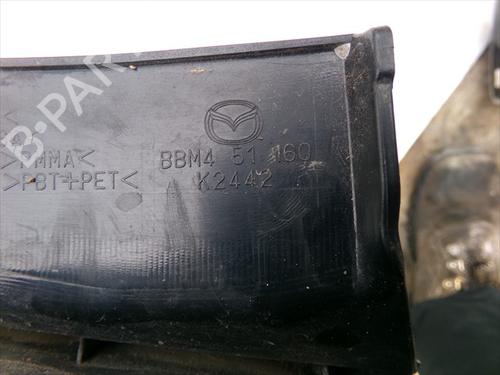 B-PARTS
>PMMA< BBM4 51 160
>PBT+PET< K2442